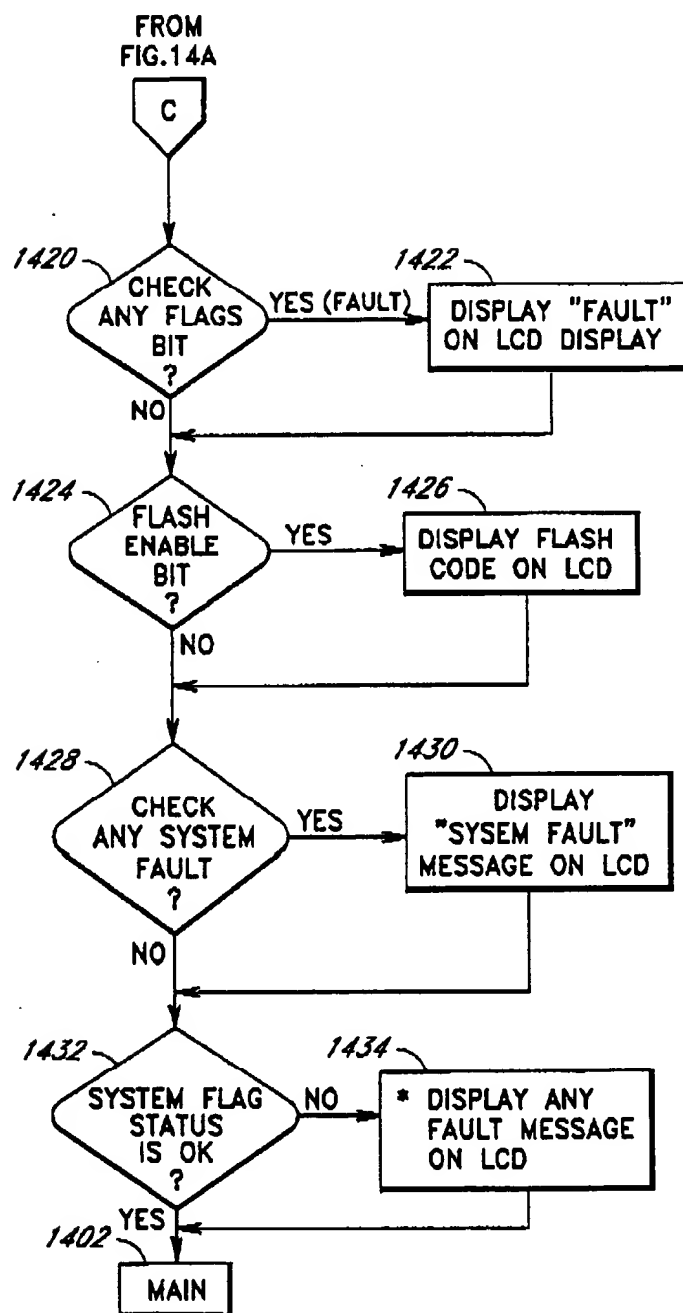 FROM
FIG.14A
C
1420
CHECK
ANY FLAGS
BIT
?
YES (FAULT)
1422
DISPLAY "FAULT"
ON LCD DISPLAY
NO
1424
FLASH
ENABLE
BIT
?
YES
1426
DISPLAY FLASH
CODE ON LCD
NO
1428
CHECK
ANY SYSTEM
FAULT
?
YES
1430
DISPLAY
"SYSEM FAULT"
MESSAGE ON LCD
NO
1432
SYSTEM FLAG
STATUS
IS OK
?
NO
1434
* DISPLAY ANY
FAULT MESSAGE
ON LCD
YES
1402
MAIN